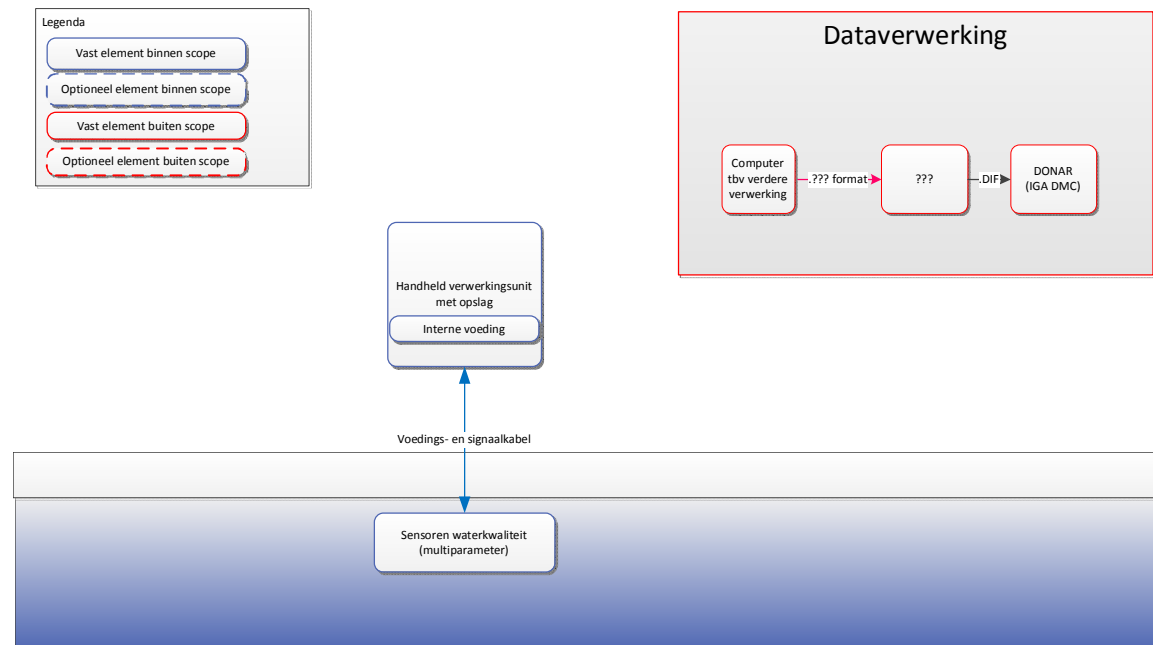 Legenda
Vast element binnen scope
Optioneel element binnen scope
Vast element buiten scope
Optioneel element buiten scope
Dataverwerking
Computer
tbv verdere
verwerking
.??? format
???
.DIF
DONAR
(IGA DMC)
Handheld verwerkingsunit
met opslag
Interne voeding
Voedings- en signaalkabel
Sensoren waterkwaliteit
(multiparameter)